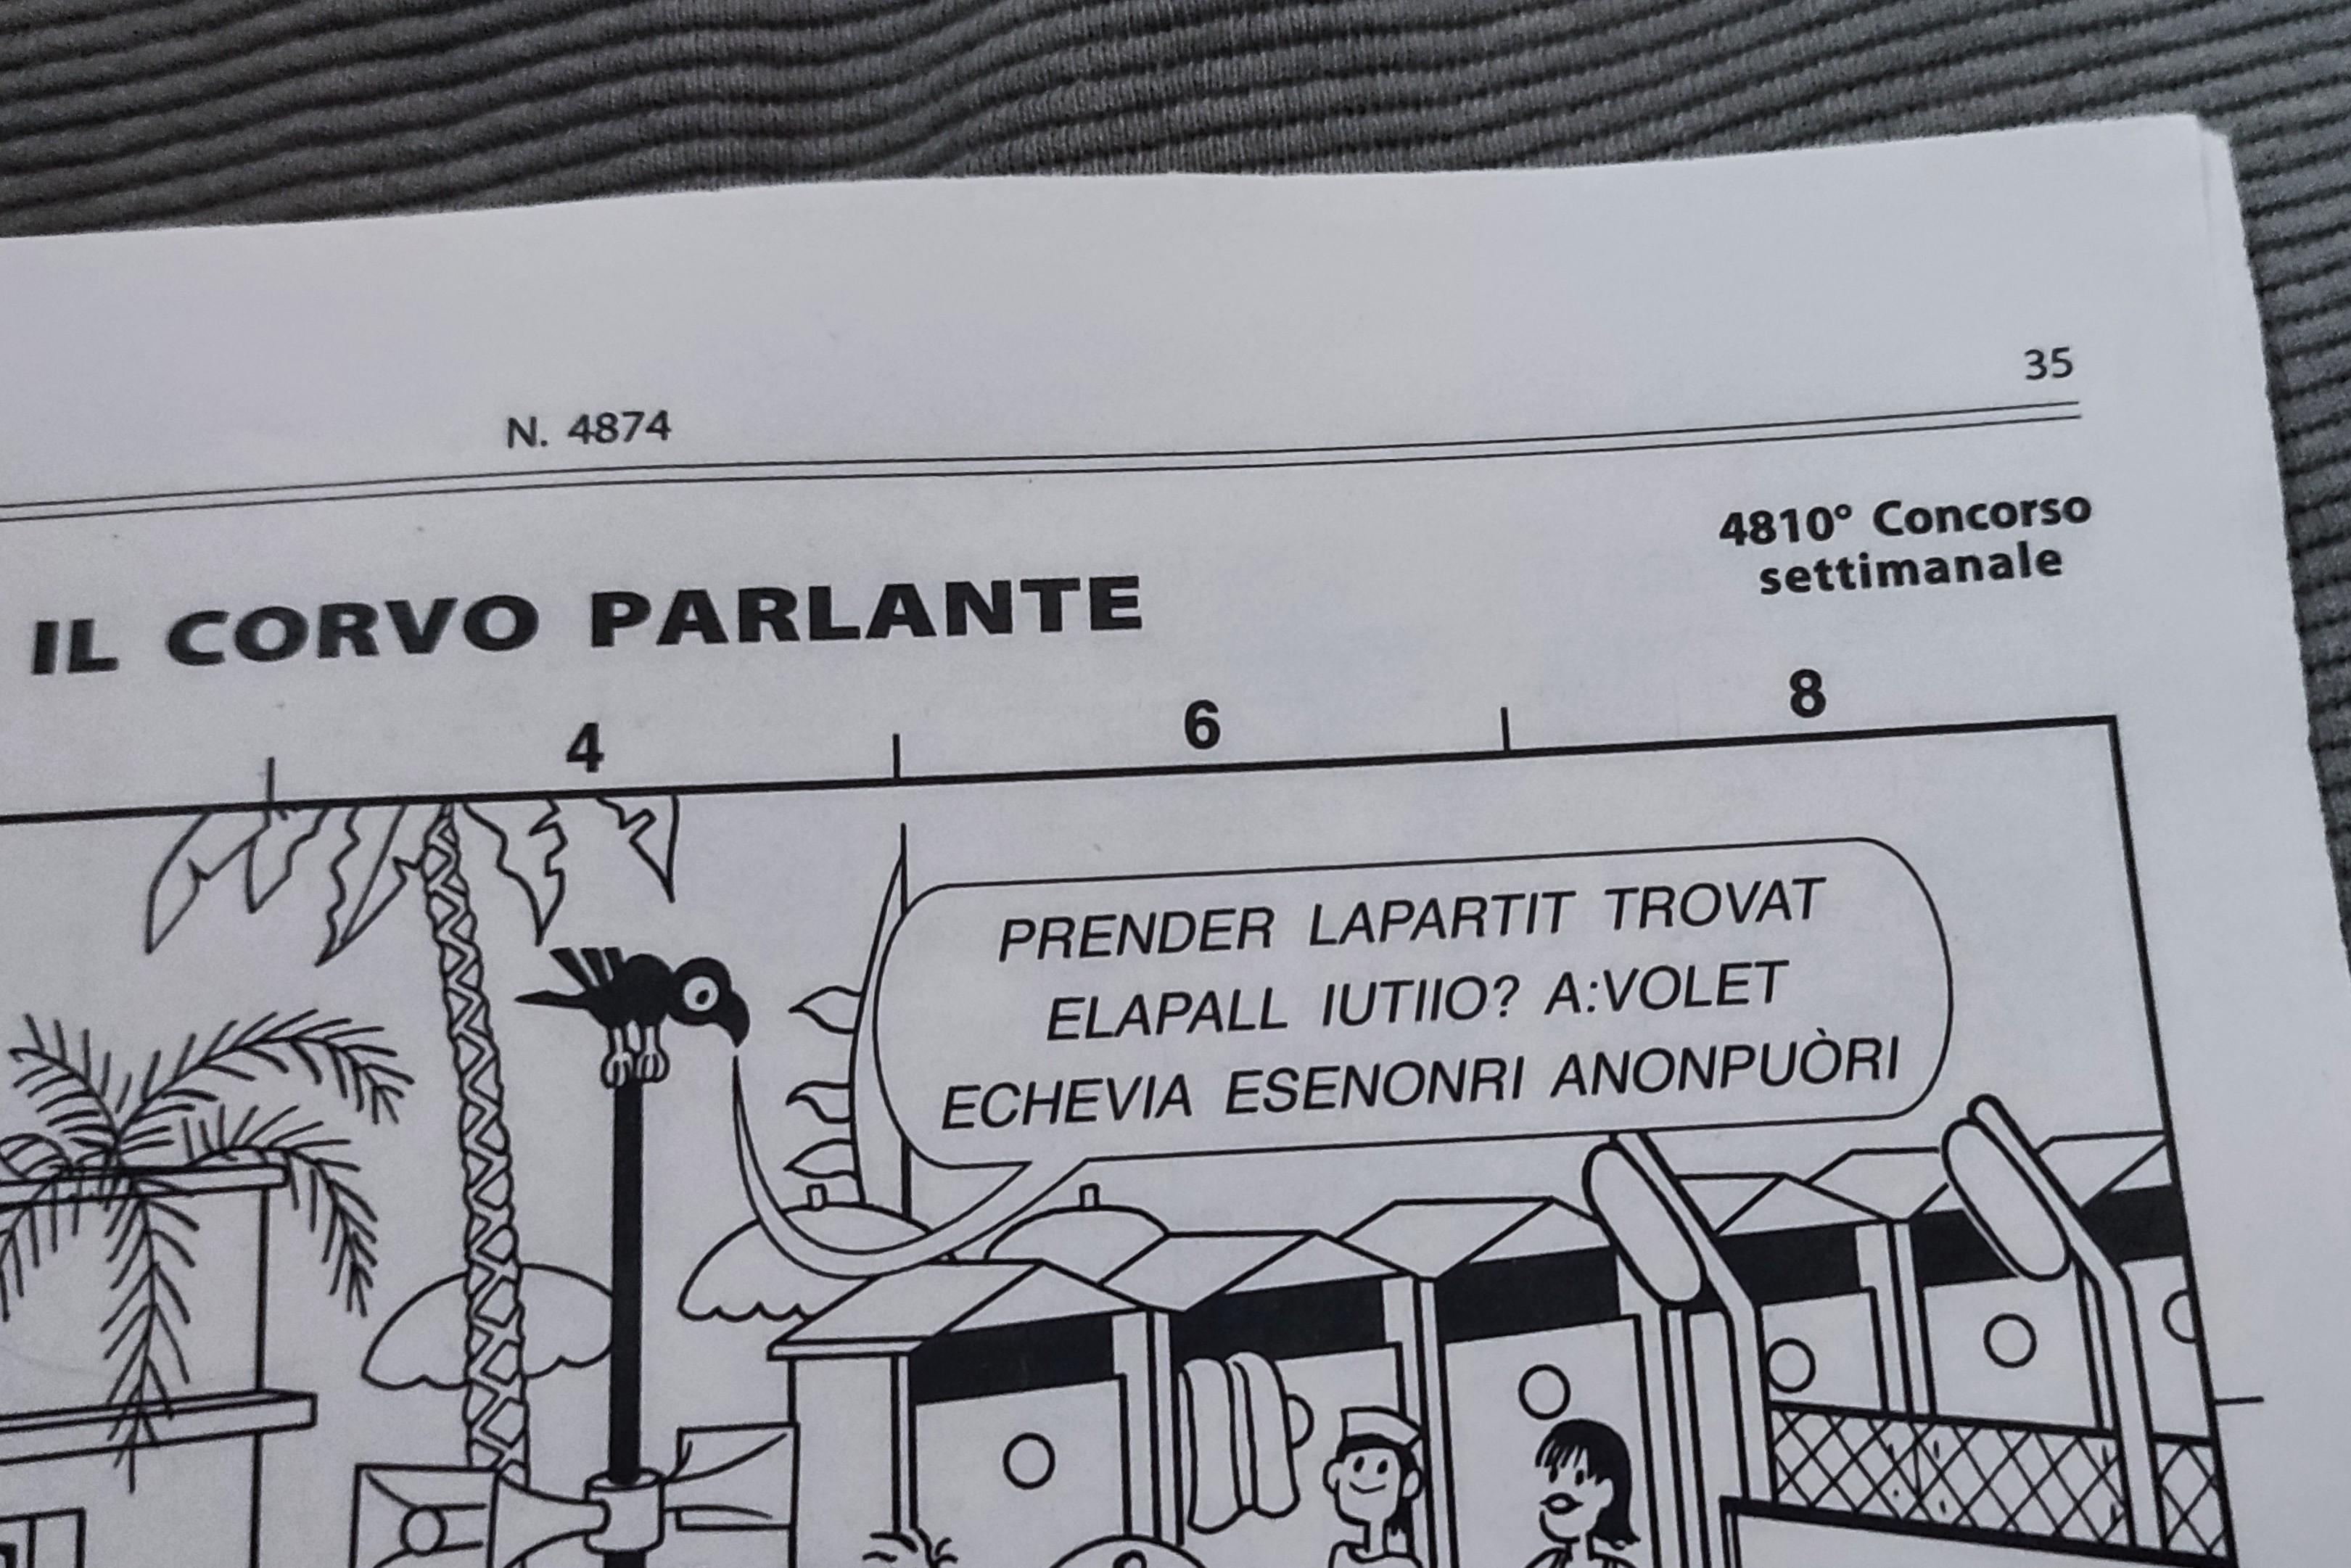 35
N. 4874
4810° Concorso
settimanale
IL CORVO PARLANTE
4 6 8
PRENDER LAPARTIT TROVAT
ELAPALL IUTIIO? A:VOLET
ECHEVIA ESENONRI ANONPUÒRI